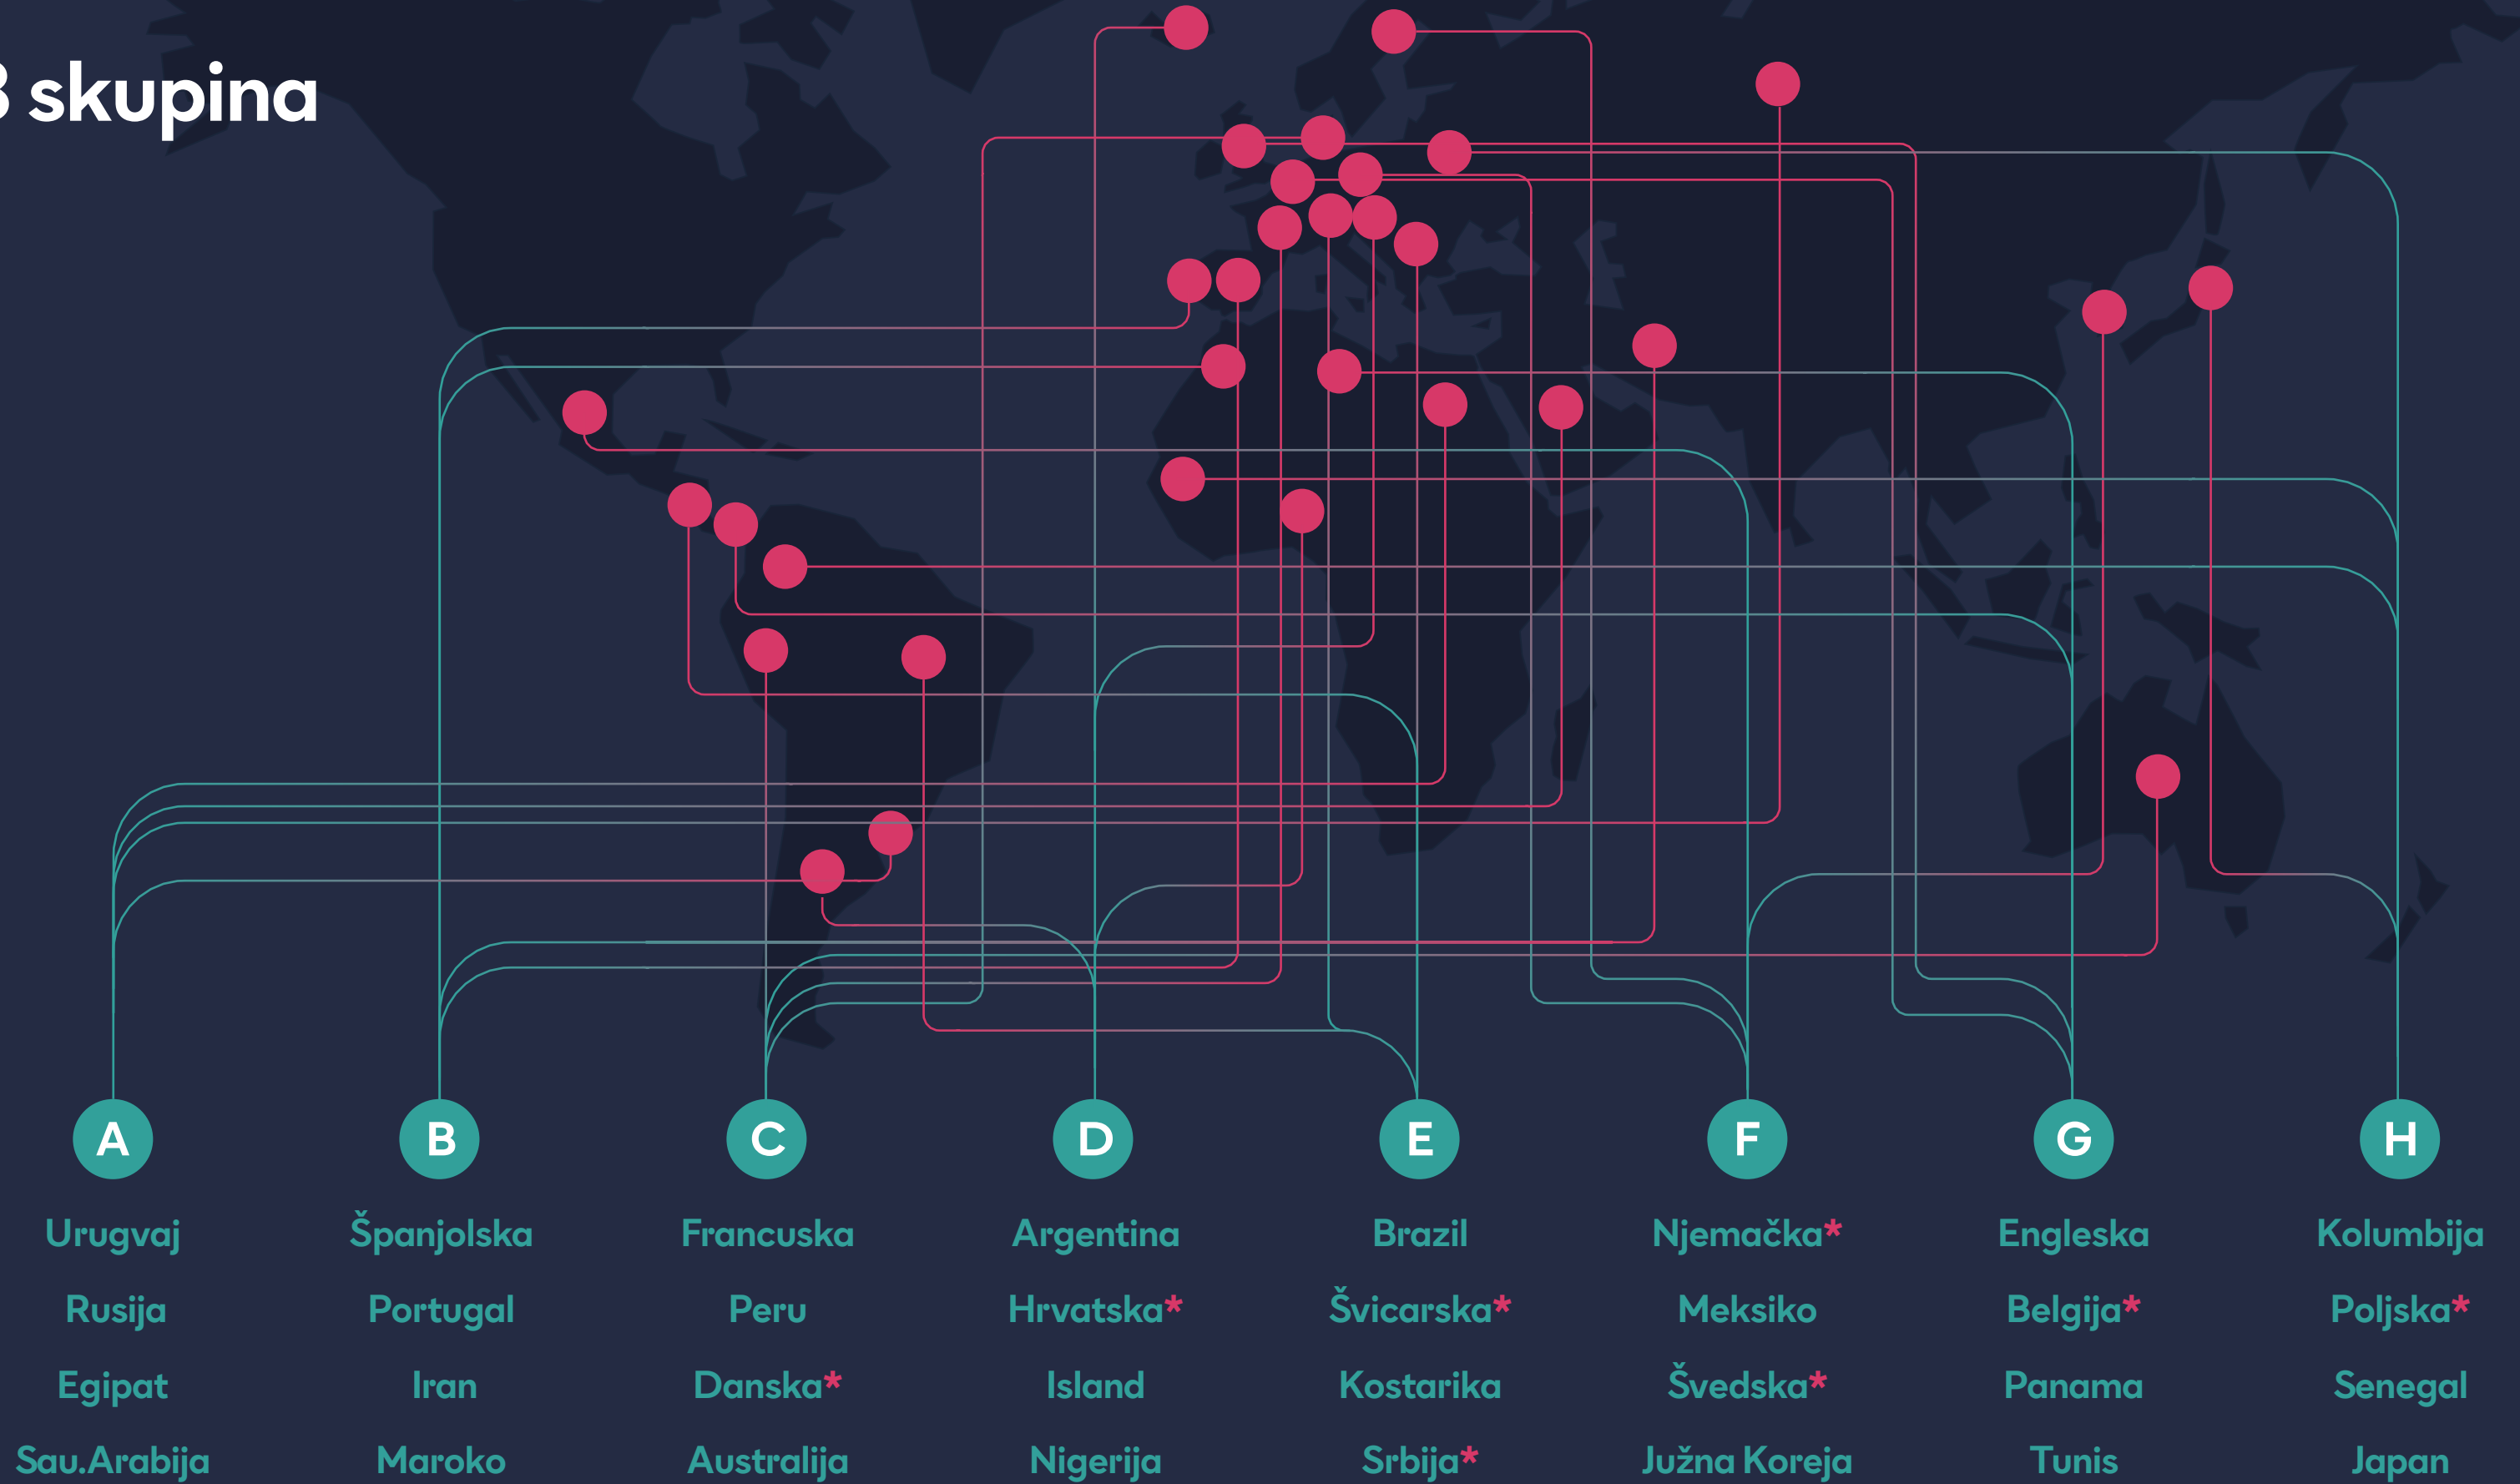 8 skupina
A
B
C
D
E
F
G
H
Urugvaj
Španjolska
Francuska
Argentina
Brazil
Njemačka*
Engleska
Kolumbija
Rusija
Portugal
Peru
Hrvatska*
Švicarska*
Meksiko
Belgija*
Poljska*
Egipat
Iran
Danska*
Island
Kostarika
Švedska*
Panama
Senegal
Sau.Arabija
Maroko
Australija
Nigerija
Srbija*
Južna Koreja
Tunis
Japan